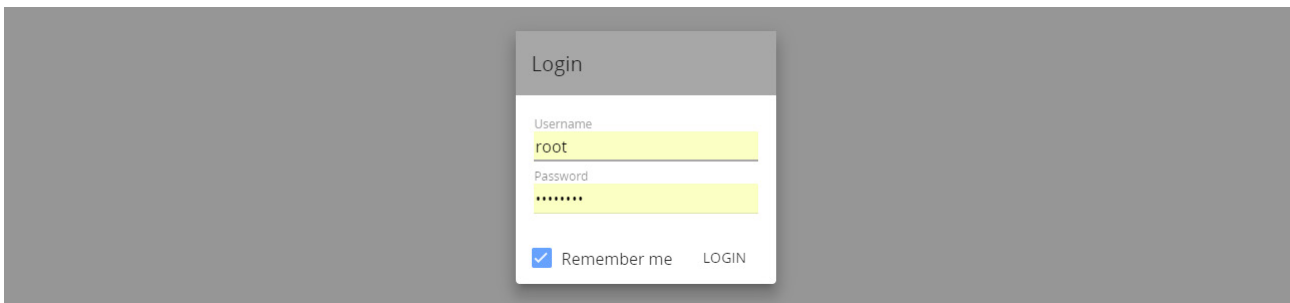 Login
Username
root
Password
••••••••
Remember me LOGIN